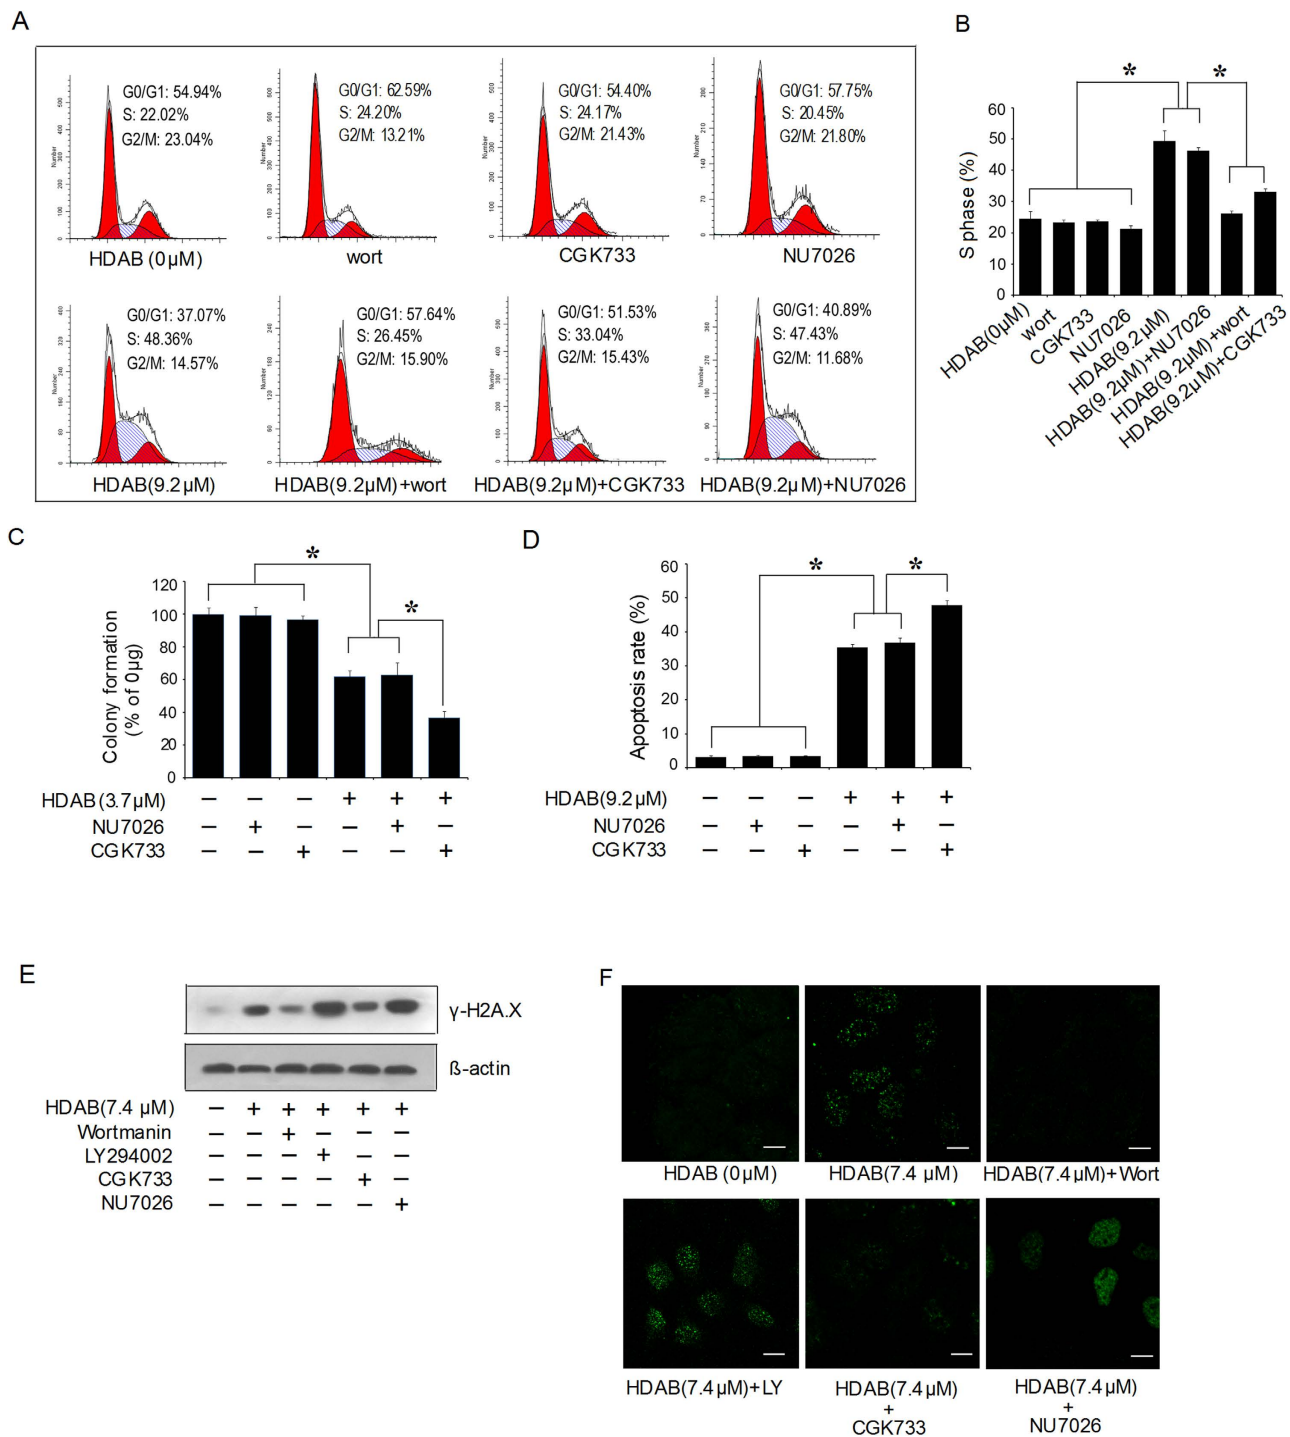 A
G0/G1: 54.94%
S: 22.02%
G2/M: 23.04%
HDAB (0µM)
G0/G1: 62.59%
S: 24.20%
G2/M: 13.21%
wort
G0/G1: 54.40%
S: 24.17%
G2/M: 21.43%
CGK733
G0/G1: 57.75%
S: 20.45%
G2/M: 21.80%
NU7026
G0/G1: 37.07%
S: 48.36%
G2/M: 14.57%
HDAB(9.2µM)
G0/G1: 57.64%
S: 26.45%
G2/M: 15.90%
HDAB(9.2µM)+wort
G0/G1: 51.53%
S: 33.04%
G2/M: 15.43%
HDAB(9.2µM)+CGK733
G0/G1: 40.89%
S: 47.43%
G2/M: 11.68%
HDAB(9.2µM)+NU7026
B
* *
S phase (%)
60
50
40
30
20
10
0
HDAB(0µM)
wort
CGK733
NU7026
HDAB(9.2µM)
HDAB(9.2µM)+NU7026
HDAB(9.2µM) +wort
HDAB(9.2µM)+CGK733
C
* *
Colony formation
(% of 0µg)
120
100
80
60
40
20
0
HDAB(3.7µM) – – – + + +
NU7026 – + – – + –
CGK733 – – + – – +
D
* *
Apoptosis rate (%)
60
50
40
30
20
10
0
HDAB(9.2µM) – – – + + +
NU7026 – + – – + –
CGK733 – – + – – +
E
γ-H2A.X
ß-actin
HDAB(7.4 µM) – + + + + +
Wortmanin – – + – – –
LY294002 – – – + – –
CGK733 – – – – + –
NU7026 – – – – – +
F
HDAB (0µM)
HDAB(7.4 µM)
HDAB(7.4µM)+Wort
HDAB(7.4µM)+LY
HDAB(7.4µM)
+
CGK733
HDAB(7.4µM)
+
NU7026